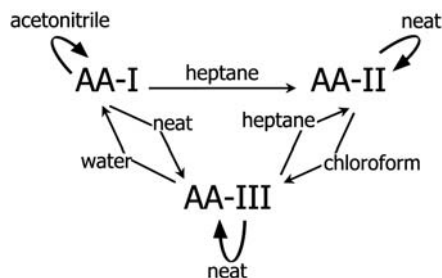 acetonitrile
neat
AA-I
heptane
AA-II
neat
heptane
water
chloroform
AA-III
neat